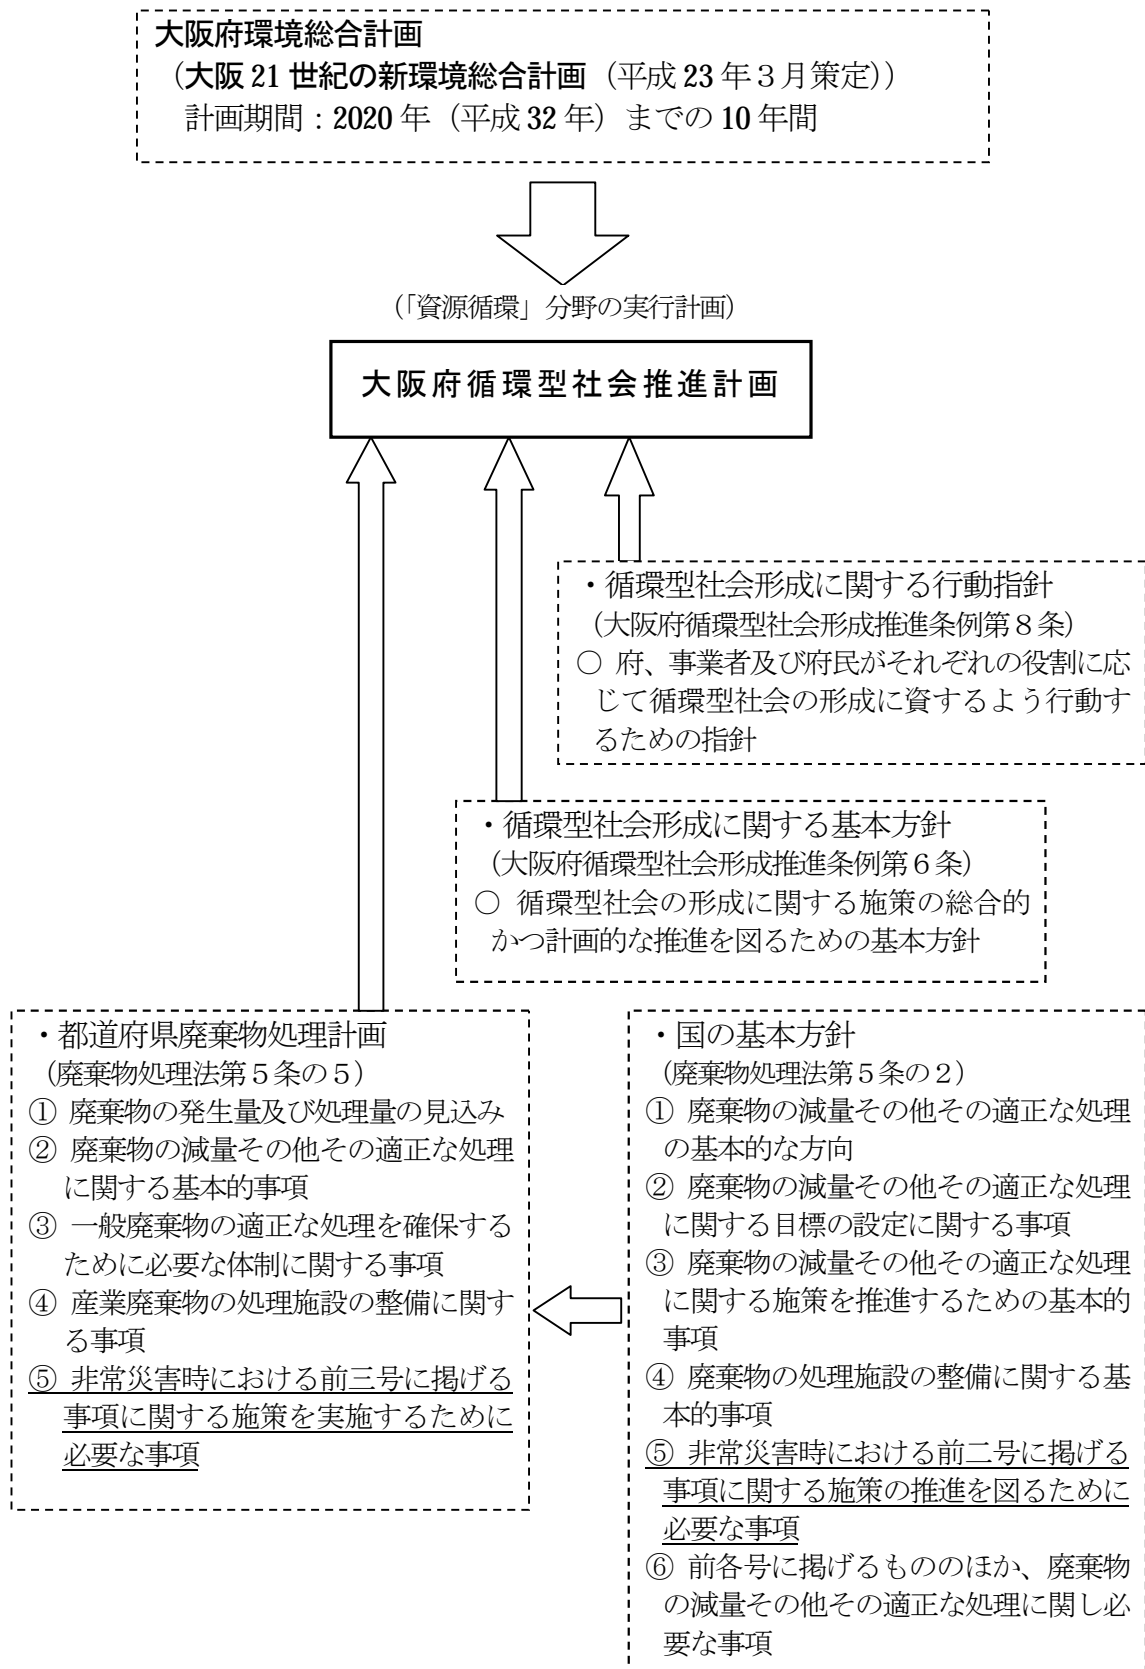 大阪府環境総合計画
（大阪 21 世紀の新環境総合計画（平成 23 年３月策定））
計画期間：2020 年（平成 32 年）までの 10 年間
（「資源循環」分野の実行計画）
大阪府循環型社会推進計画
・循環型社会形成に関する行動指針
（大阪府循環型社会形成推進条例第８条）
○ 府、事業者及び府民がそれぞれの役割に応
じて循環型社会の形成に資するよう行動す
るための指針
・循環型社会形成に関する基本方針
（大阪府循環型社会形成推進条例第６条）
○ 循環型社会の形成に関する施策の総合的
かつ計画的な推進を図るための基本方針
・都道府県廃棄物処理計画
（廃棄物処理法第５条の５）
① 廃棄物の発生量及び処理量の見込み
② 廃棄物の減量その他その適正な処理
に関する基本的事項
③ 一般廃棄物の適正な処理を確保する
ために必要な体制に関する事項
④ 産業廃棄物の処理施設の整備に関す
る事項
⑤ 非常災害時における前三号に掲げる
事項に関する施策を実施するために
必要な事項
・国の基本方針
（廃棄物処理法第５条の２）
① 廃棄物の減量その他その適正な処理
の基本的な方向
② 廃棄物の減量その他その適正な処理
に関する目標の設定に関する事項
③ 廃棄物の減量その他その適正な処理
に関する施策を推進するための基本的
事項
④ 廃棄物の処理施設の整備に関する基
本的事項
⑤ 非常災害時における前二号に掲げる
事項に関する施策の推進を図るために
必要な事項
⑥ 前各号に掲げるもののほか、廃棄物
の減量その他その適正な処理に関し必
要な事項